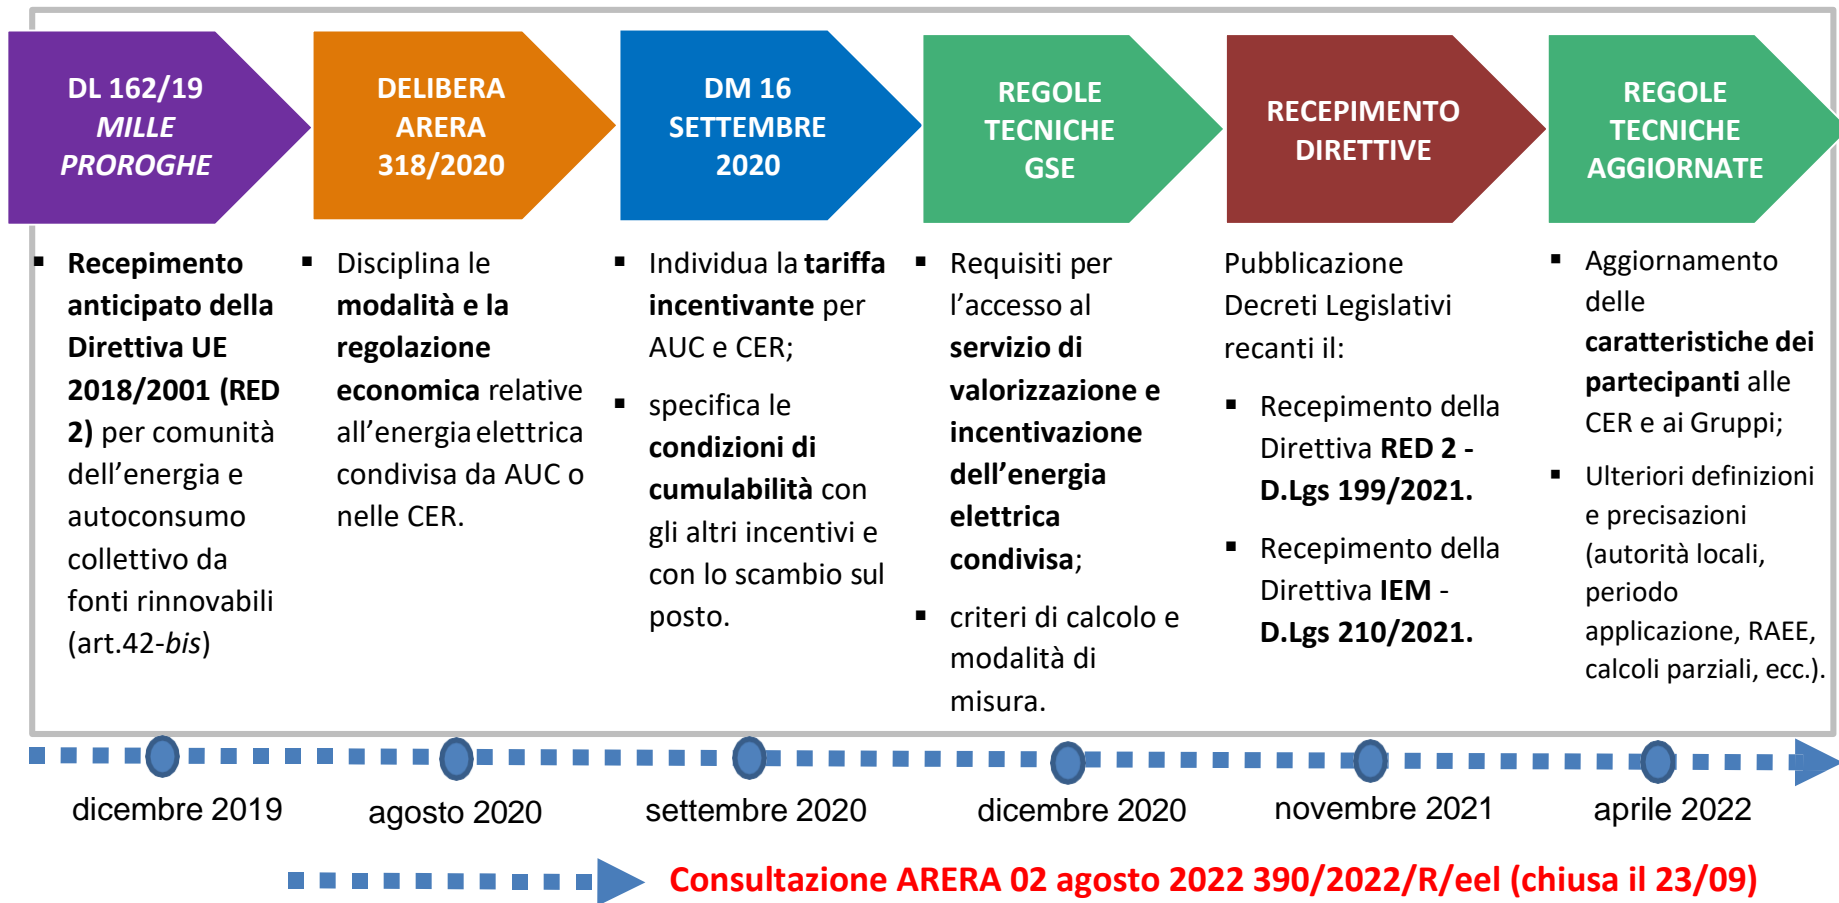 DL 162/19
MILLE
PROROGHE
DELIBERA
ARERA
318/2020
DM 16
SETTEMBRE
2020
REGOLE
TECNICHE
GSE
RECEPIMENTO
DIRETTIVE
REGOLE
TECNICHE
AGGIORNATE
▪ Recepimento
anticipato della
Direttiva UE
2018/2001 (RED
2) per comunità
dell’energia e
autoconsumo
collettivo da
fonti rinnovabili
(art.42-bis)
▪ Disciplina le
modalità e la
regolazione
economica relative
all’energia elettrica
condivisa da AUC o
nelle CER.
▪ Individua la tariffa
incentivante per
AUC e CER;
▪ specifica le
condizioni di
cumulabilità con
gli altri incentivi e
con lo scambio sul
posto.
▪ Requisiti per
l’accesso al
servizio di
valorizzazione e
incentivazione
dell’energia
elettrica
condivisa;
▪ criteri di calcolo e
modalità di
misura.
Pubblicazione
Decreti Legislativi
recanti il:
▪ Recepimento della
Direttiva RED 2 -
D.Lgs 199/2021.
▪ Recepimento della
Direttiva IEM -
D.Lgs 210/2021.
▪ Aggiornamento
delle
caratteristiche dei
partecipanti alle
CER e ai Gruppi;
▪ Ulteriori definizioni
e precisazioni
(autorità locali,
periodo
applicazione, RAEE,
calcoli parziali, ecc.).
dicembre 2019
agosto 2020
settembre 2020
dicembre 2020
novembre 2021
aprile 2022
Consultazione ARERA 02 agosto 2022 390/2022/R/eel (chiusa il 23/09)